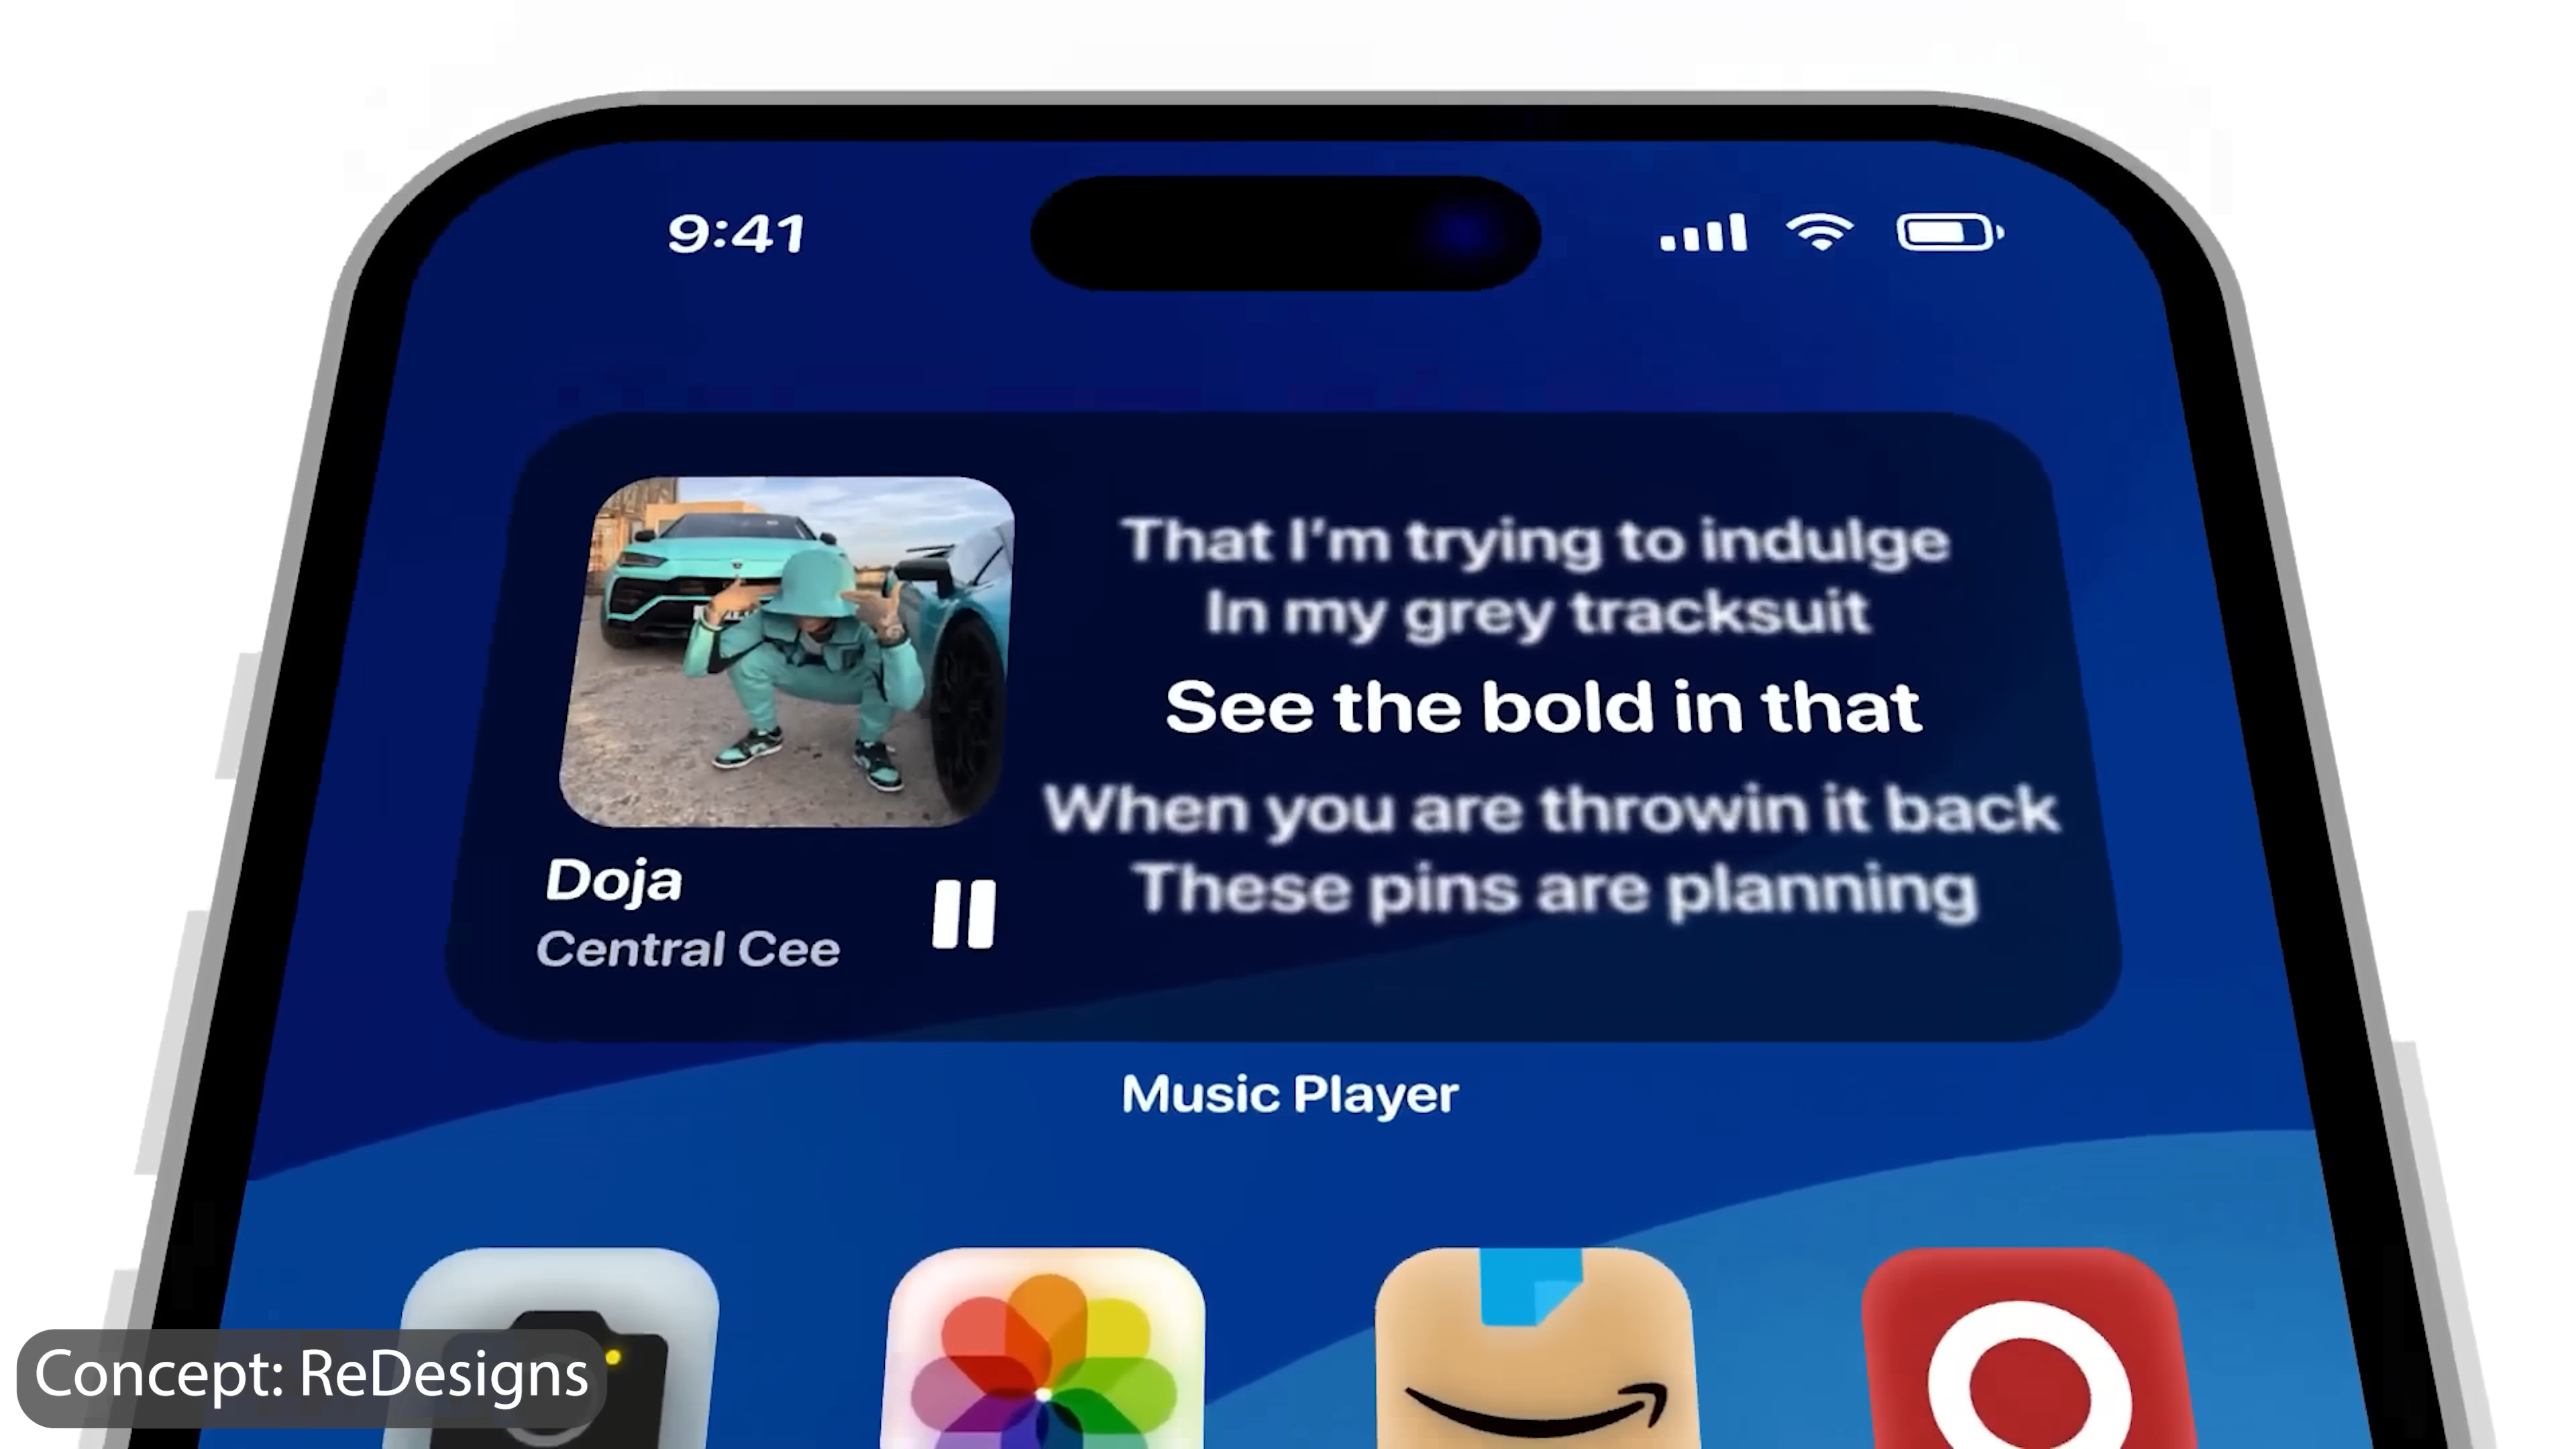 9:41
That I'm trying to indulge
In my grey tracksuit
See the bold in that
When you are throwin it back
These pins are planning
Doja
Central Cee
Music Player
Concept: ReDesigns